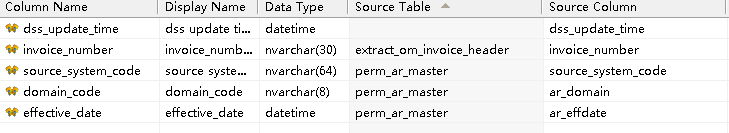 Column Name Display Name Data Type Source Table Source Column
dss_update_time dss update ti... datetime dss_update_time
invoice_number invoice_numb... nvarchar(30) extract_om_invoice_header invoice_number
source_system_code source syste... nvarchar(64) perm_ar_master source_system_code
domain_code domain_code nvarchar(8) perm_ar_master ar_domain
effective_date effective_date datetime perm_ar_master ar_effdate